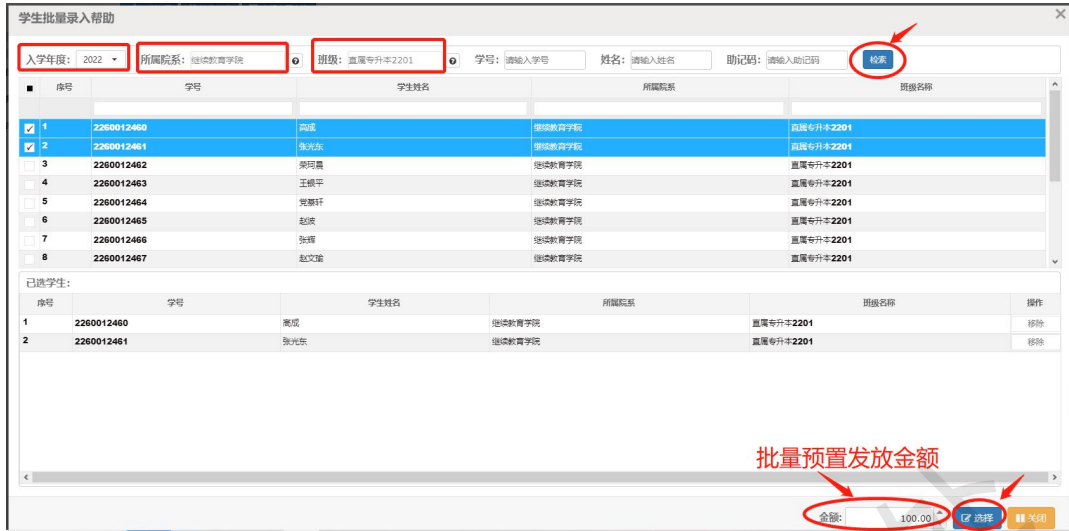 学生批量录入帮助
×
入学年度: 2022 所属院系: 继续教育学院 班级: 直属专升本2201 学号: 请输入学号 姓名: 请输入姓名 助记码: 请输入助记码 检索
序号 学号 学生姓名 所属院系 班级名称
1 2260012460 高成 继续教育学院 直属专升本2201
2 2260012461 张光东 继续教育学院 直属专升本2201
3 2260012462 荣珂晨 继续教育学院 直属专升本2201
4 2260012463 王银平 继续教育学院 直属专升本2201
5 2260012464 党綦轩 继续教育学院 直属专升本2201
6 2260012465 赵波 继续教育学院 直属专升本2201
7 2260012466 张辉 继续教育学院 直属专升本2201
8 2260012467 赵文瑜 继续教育学院 直属专升本2201
已选学生:
序号 学号 学生姓名 所属院系 班级名称 操作
1 2260012460 高成 继续教育学院 直属专升本2201 移除
2 2260012461 张光东 继续教育学院 直属专升本2201 移除
批量预置发放金额
金额: 100.00 选择 关闭